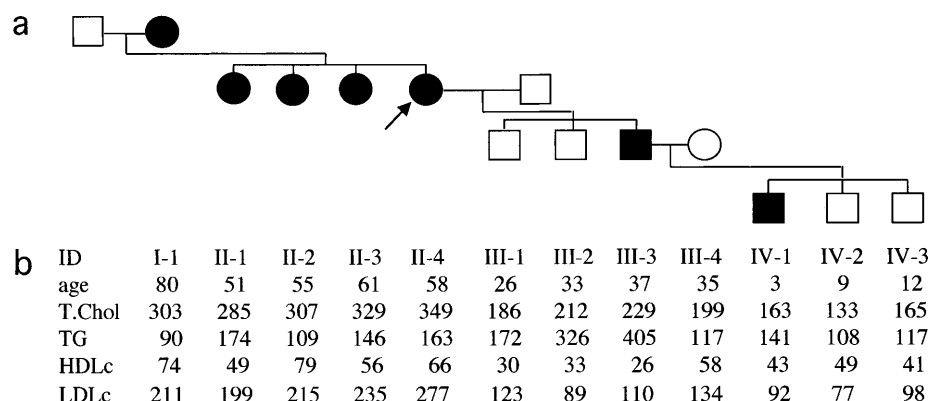 a
b
ID I-1 II-1 II-2 II-3 II-4 III-1 III-2 III-3 III-4 IV-1 IV-2 IV-3
age 80 51 55 61 58 26 33 37 35 3 9 12
T.Chol 303 285 307 329 349 186 212 229 199 163 133 165
TG 90 174 109 146 163 172 326 405 117 141 108 117
HDLc 74 49 79 56 66 30 33 26 58 43 49 41
LDLc 211 199 215 235 277 123 89 110 134 92 77 98